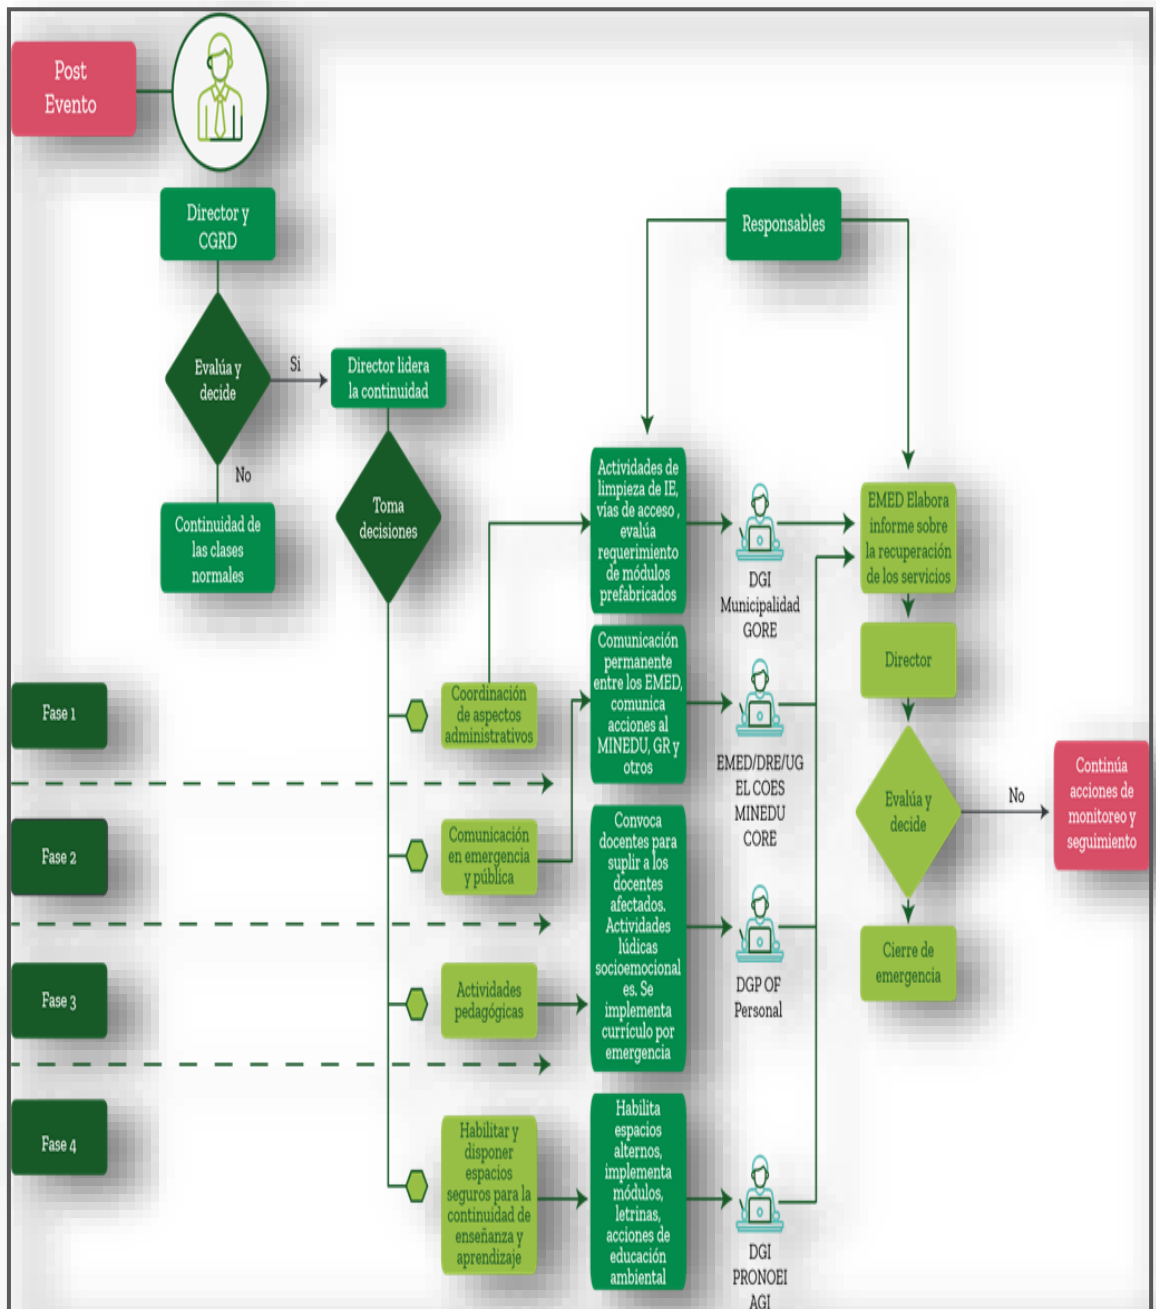 Post
Evento
Director y
CGRD
Responsables
Evalúa y
decide
Si
No
Director lidera
la continuidad
Continuidad de
las clases
normales
Toma
decisiones
Actividades de
limpieza de IE,
vías de acceso ,
evalúa
requerimiento
de módulos
prefabricados
DGI
Municipalidad
GORE
EMED Elabora
informe sobre
la recuperación
de los servicios
Director
Evalúa y
decide
No
Continúa
acciones de
monitoreo y
seguimiento
Cierre de
emergencia
Fase 1
Coordinación
de aspectos
administrativos
Comunicación
permanente
entre los EMED,
comunica
acciones al
MINEDU, GR y
otros
EMED/DRE/UG
EL COES
MINEDU
CORE
Fase 2
Comunicación
en emergencia
y pública
Convoca
docentes para
suplir a los
docentes
afectados.
Actividades
lúdicas
socioemocional
es. Se
implementa
currículo por
emergencia
DGP OF
Personal
Fase 3
Actividades
pedagógicas
Fase 4
Habilitar y
disponer
espacios
seguros para la
continuidad de
enseñanza y
aprendizaje
Habilita
espacios
alternos,
implementa
módulos,
letrinas,
acciones de
educación
ambiental
DGI
PRONOEI
AGI